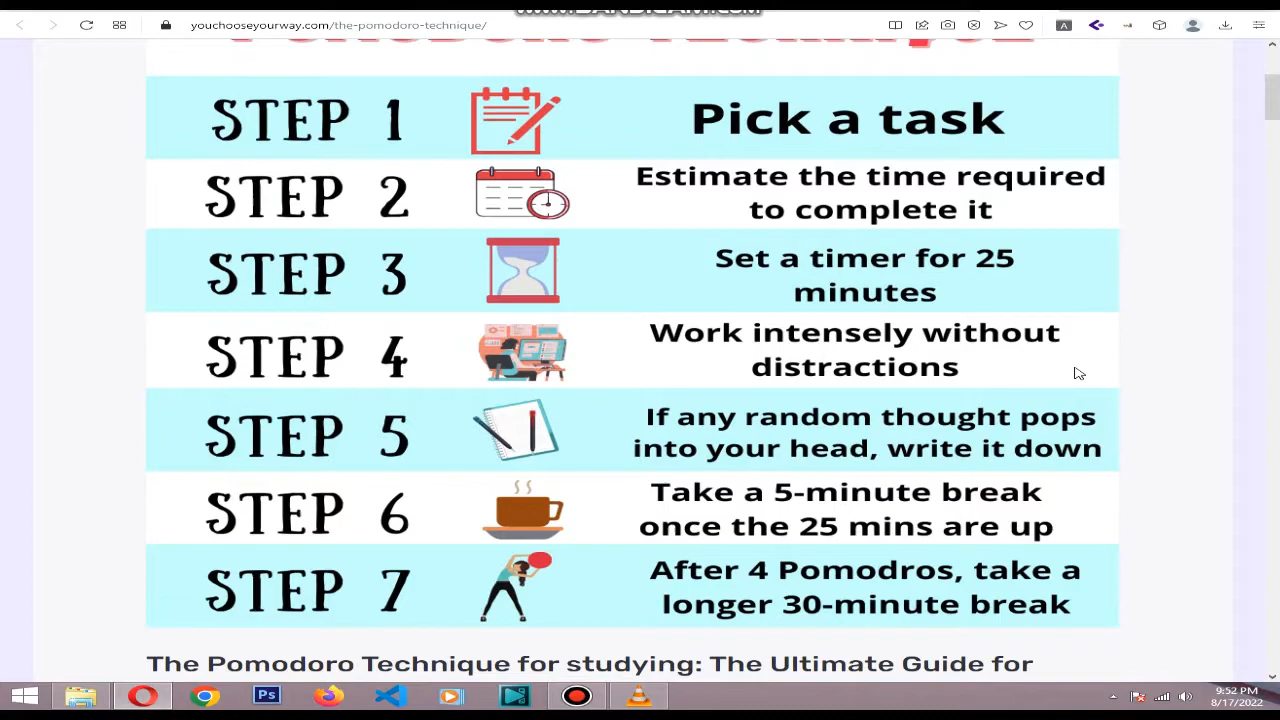 youchooseyourway.com/the-pomodoro-technique/
STEP 1
Pick a task
STEP 2
Estimate the time required
to complete it
STEP 3
Set a timer for 25
minutes
STEP 4
Work intensely without
distractions
STEP 5
If any random thought pops
into your head, write it down
STEP 6
Take a 5-minute break
once the 25 mins are up
STEP 7
After 4 Pomodros, take a
longer 30-minute break
The Pomodoro Technique for studying: The Ultimate Guide for
Ps
9:52 PM
8/17/2022